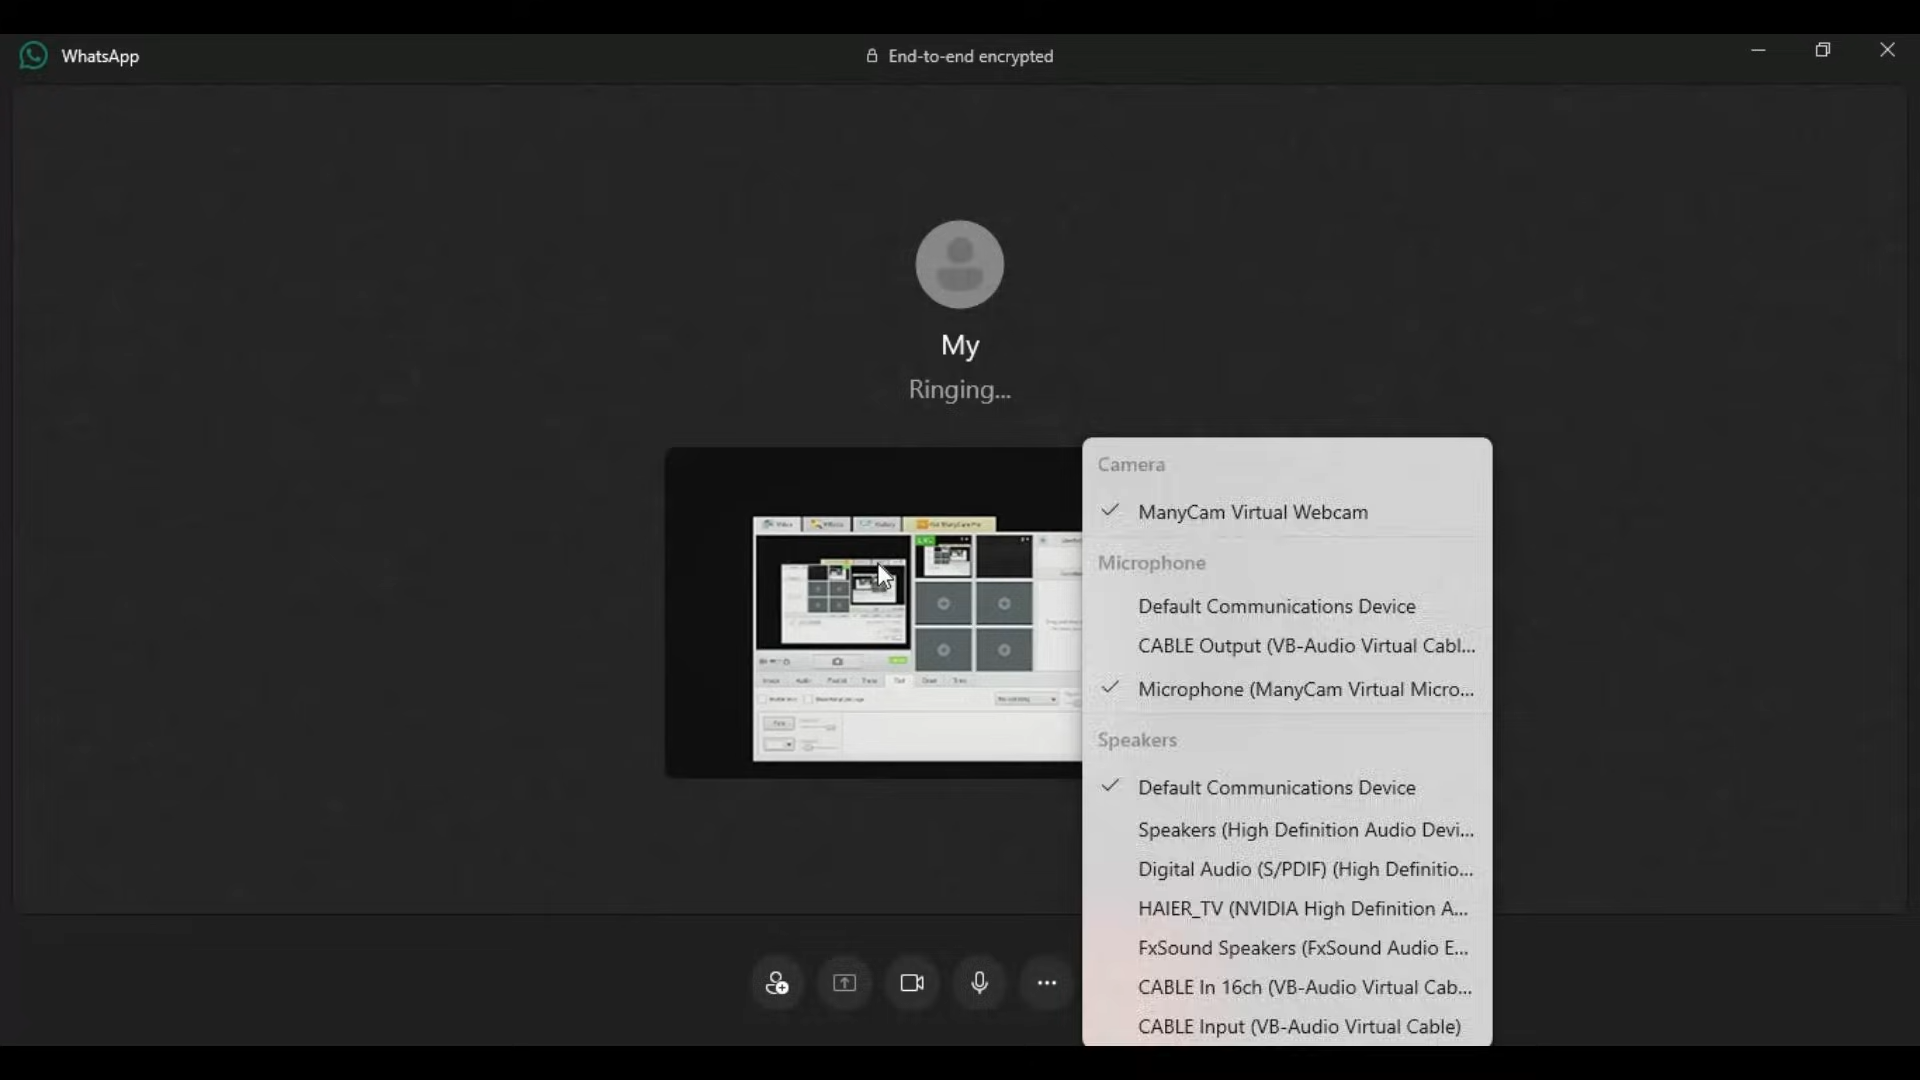 WhatsApp
End-to-end encrypted
My
Ringing...
Camera
ManyCam Virtual Webcam
Microphone
Default Communications Device
CABLE Output (VB-Audio Virtual Cabl...
Microphone (ManyCam Virtual Micro...
Speakers
Default Communications Device
Speakers (High Definition Audio Devi...
Digital Audio (S/PDIF) (High Definitio...
HAIER_TV (NVIDIA High Definition A...
FxSound Speakers (FxSound Audio E...
CABLE In 16ch (VB-Audio Virtual Cab...
CABLE Input (VB-Audio Virtual Cable)